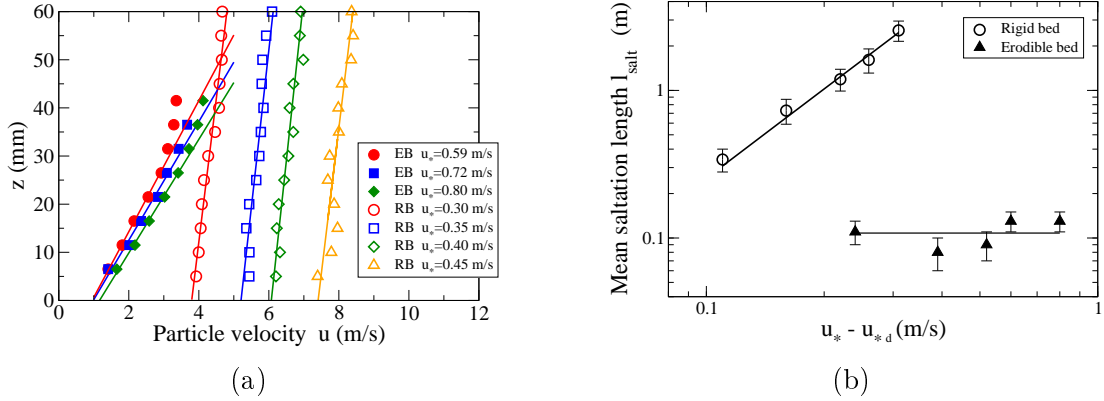 60
50
40
30
20
10
0
z (mm)
0 2 4 6 8 10 12
Particle velocity u (m/s)
EB u*=0.59 m/s
EB u*=0.72 m/s
EB u*=0.80 m/s
RB u*=0.30 m/s
RB u*=0.35 m/s
RB u*=0.40 m/s
RB u*=0.45 m/s
(a)
Mean saltation length l_salt (m)
1
0.1
0.1 1
u* - u*d (m/s)
Rigid bed
Erodible bed
(b)